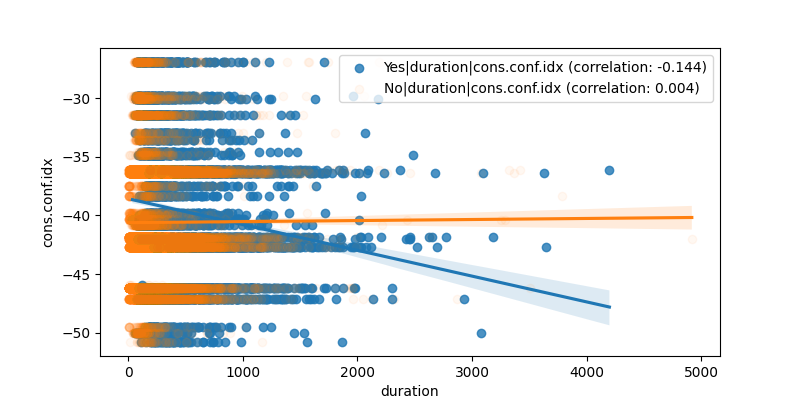 Yes|duration|cons.conf.idx (correlation: -0.144)
No|duration|cons.conf.idx (correlation: 0.004)
−30
−35
−40
−45
−50
cons.conf.idx
0
1000
2000
3000
4000
5000
duration